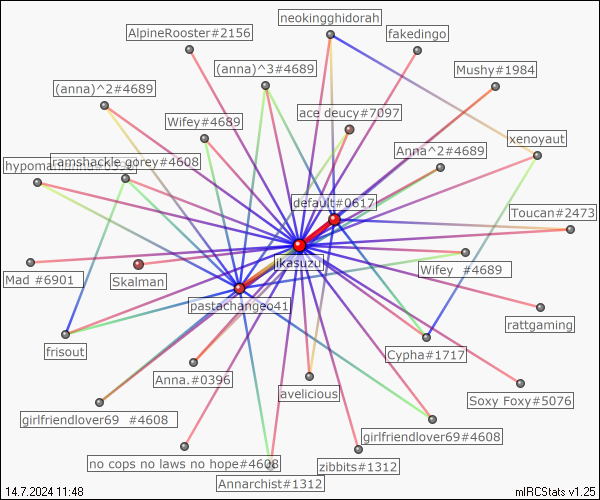 neokingghidorah
AlpineRooster#2156
fakedingo
(anna)^3#4689
Mushy#1984
(anna)^2#4689
ace deucy#7097
Wifey#4689
xenoyaut
Anna^2#4689
ramshackle gorey#4608
default#0617
Toucan#2473
ikasuzu
Wifey #4689
Mad #6901
Skalman
pastachangeo41
rattgaming
frisout
Cypha#1717
Anna.#0396
avelicious
Soxy Foxy#5076
girlfriendlover69 #4608
girlfriendlover69#4608
no cops no laws no hope#4608
zibbits#1312
Annarchist#1312
14.7.2024 11:48
mIRCStats v1.25